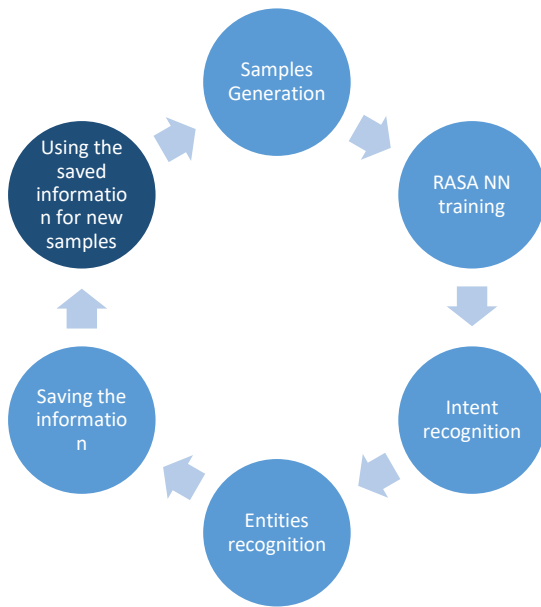 Samples
Generation
RASA NN
training
Intent
recognition
Entities
recognition
Saving the
informatio
n
Using the
saved
informatio
n for new
samples